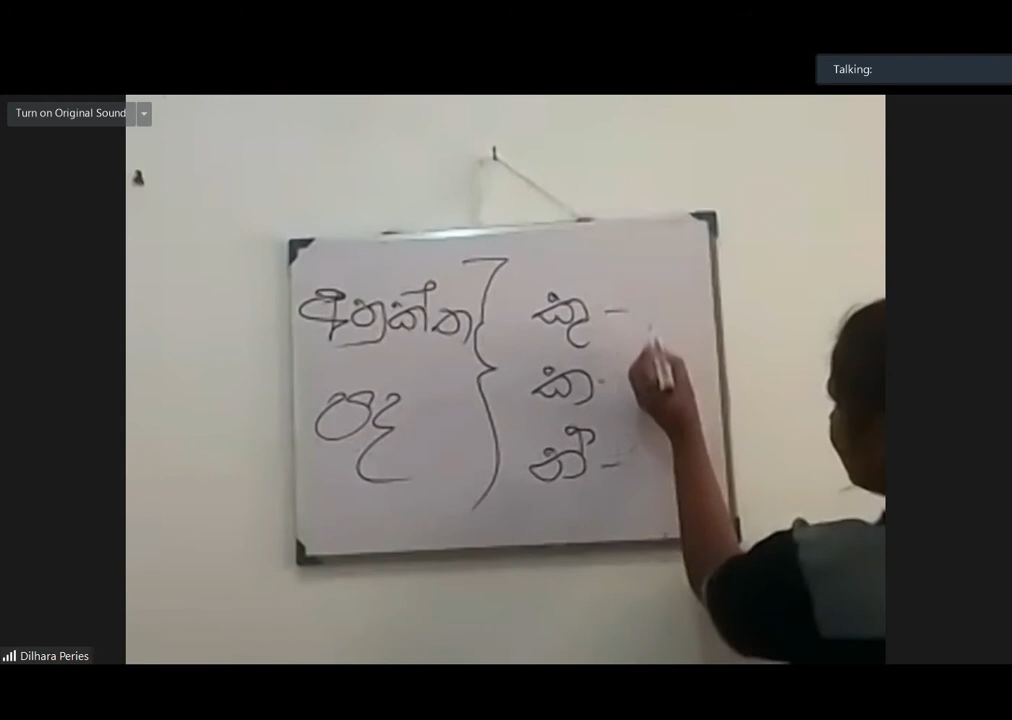 Talking:
Turn on Original Sound
අනුක්ත
පද
කු -
ක -
න් -
Dilhara Peries